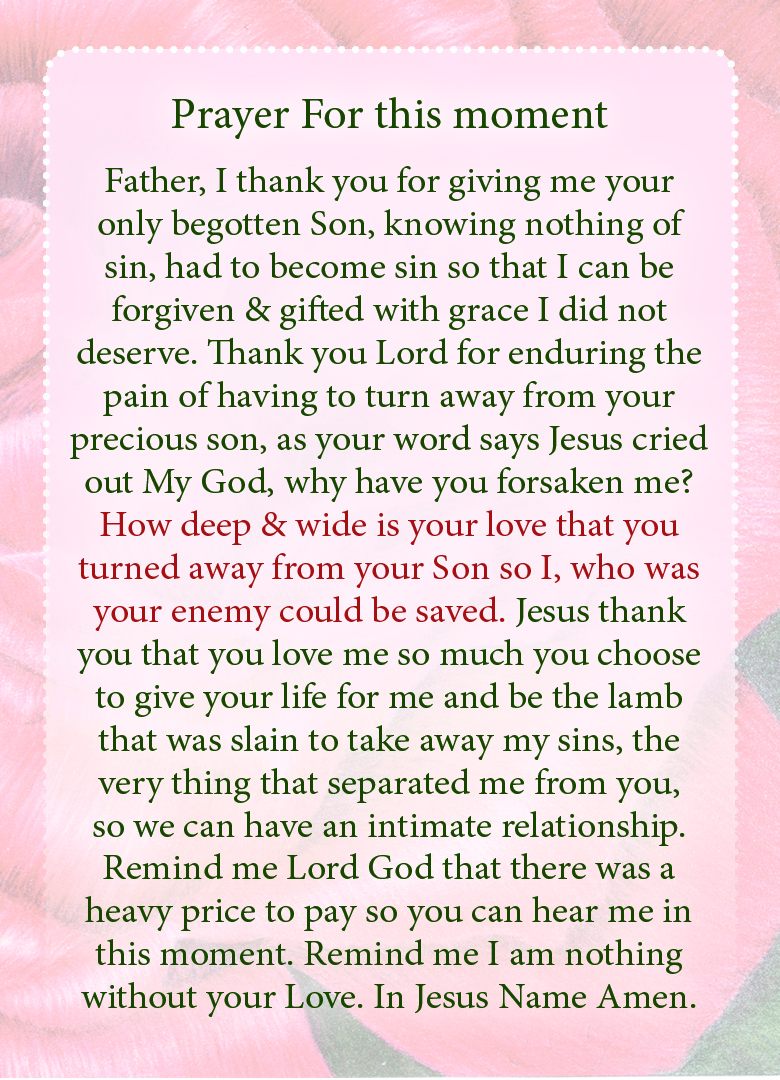 Prayer For this moment
Father, I thank you for giving me your
only begotten Son, knowing nothing of
sin, had to become sin so that I can be
forgiven & gifted with grace I did not
deserve. Thank you Lord for enduring the
pain of having to turn away from your
precious son, as your word says Jesus cried
out My God, why have you forsaken me?
How deep & wide is your love that you
turned away from your Son so I, who was
your enemy could be saved. Jesus thank
you that you love me so much you choose
to give your life for me and be the lamb
that was slain to take away my sins, the
very thing that separated me from you,
so we can have an intimate relationship.
Remind me Lord God that there was a
heavy price to pay so you can hear me in
this moment. Remind me I am nothing
without your Love. In Jesus Name Amen.